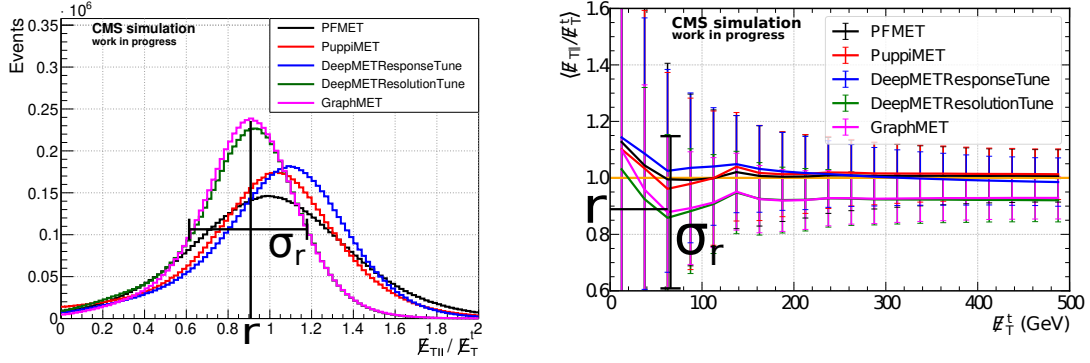 ×10⁶
CMS simulation
work in progress
PFMET
PuppiMET
DeepMETResponseTune
DeepMETResolutionTune
GraphMET
Events
0.35
0.3
0.25
0.2
0.15
0.1
0.05
0
0 0.2 0.4 0.6 0.8 1 1.2 1.4 1.6 1.8 2
σr
r
E̸T|| / E̸Tt
CMS simulation
work in progress
PFMET
PuppiMET
DeepMETResponseTune
DeepMETResolutionTune
GraphMET
⟨E̸T||/E̸Tt⟩
1.6
1.4
1.2
1.0
0.8
0.6
0 100 200 300 400 500
r
σr
E̸Tt (GeV)